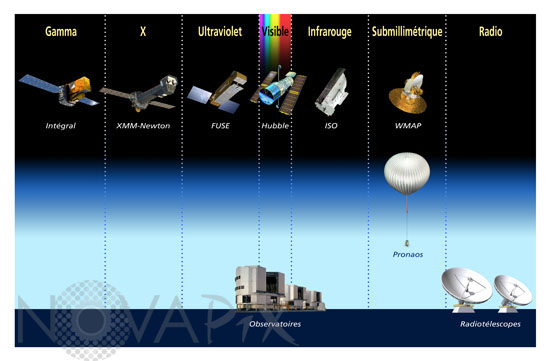 Gamma
X
Ultraviolet
Visible
Infrarouge
Submillimétrique
Radio
Intégral
XMM-Newton
FUSE
Hubble
ISO
WMAP
Pronaos
Observatoires
Radiotélescopes
NOVAPIX